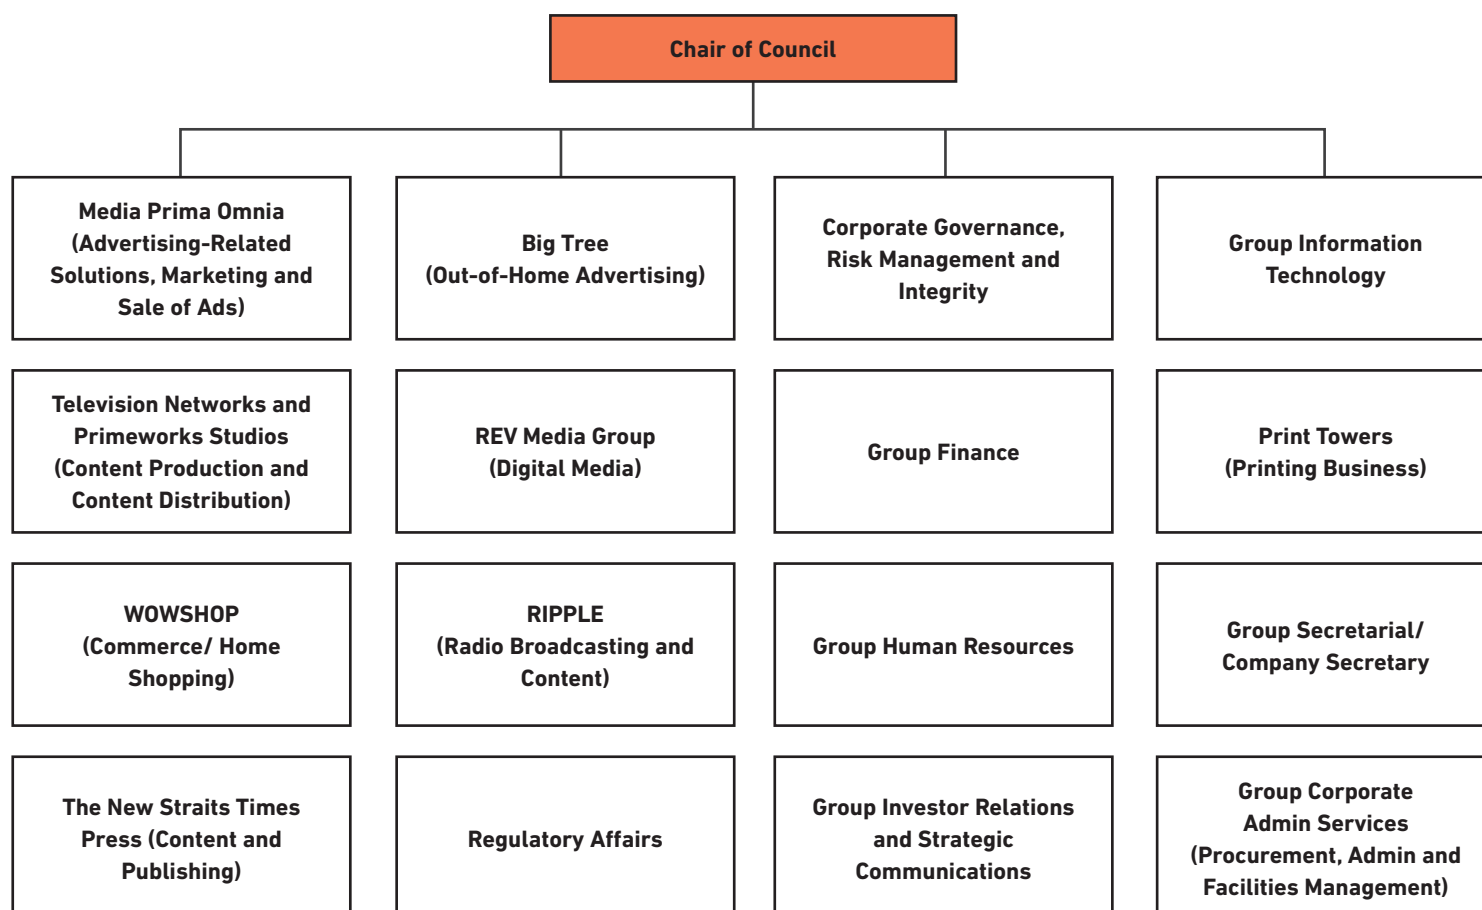 Chair of Council
Media Prima Omnia
(Advertising-Related
Solutions, Marketing and
Sale of Ads)
Big Tree
(Out-of-Home Advertising)
Corporate Governance,
Risk Management and
Integrity
Group Information
Technology
Television Networks and
Primeworks Studios
(Content Production and
Content Distribution)
REV Media Group
(Digital Media)
Group Finance
Print Towers
(Printing Business)
WOWSHOP
(Commerce/ Home
Shopping)
RIPPLE
(Radio Broadcasting and
Content)
Group Human Resources
Group Secretarial/
Company Secretary
The New Straits Times
Press (Content and
Publishing)
Regulatory Affairs
Group Investor Relations
and Strategic
Communications
Group Corporate
Admin Services
(Procurement, Admin and
Facilities Management)